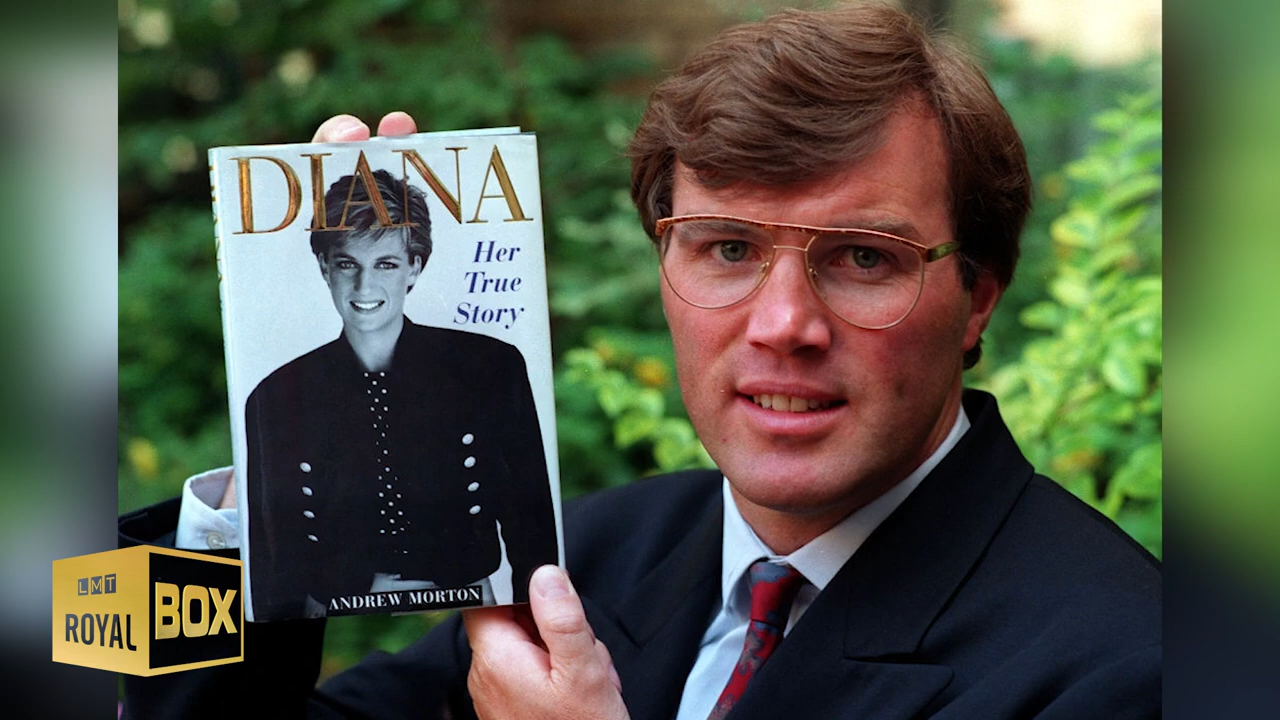 DIANA
Her
True
Story
ANDREW MORTON
LMT
ROYAL
BOX